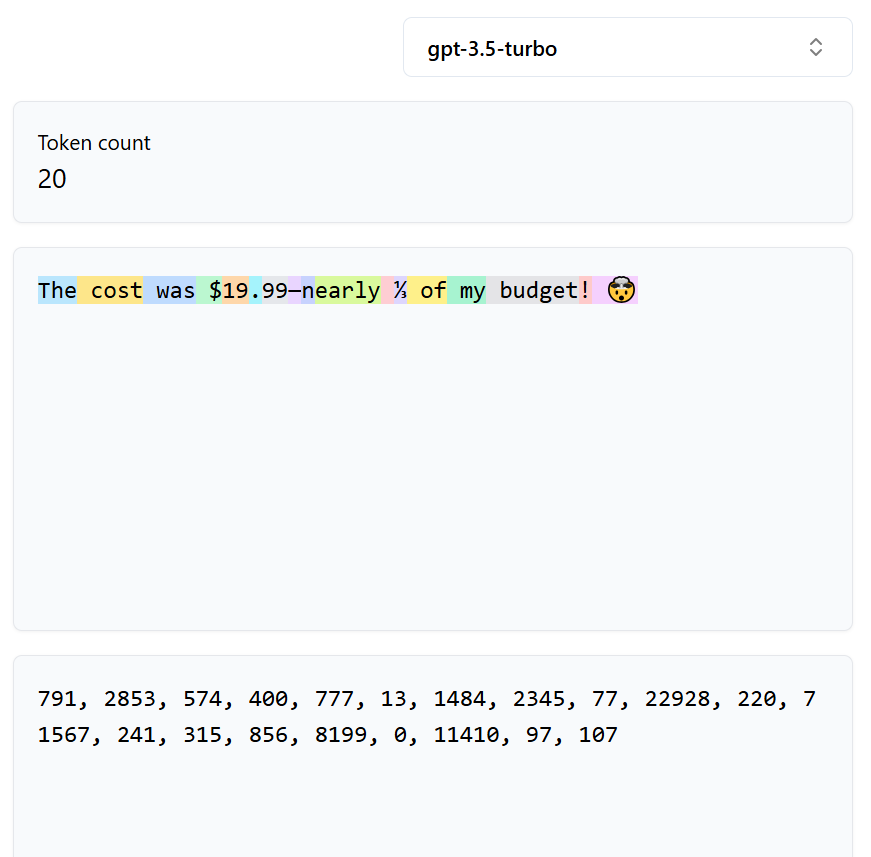 gpt-3.5-turbo
Token count
20
The cost was $19.99—nearly ⅓ of my budget! 🤯
791, 2853, 574, 400, 777, 13, 1484, 2345, 77, 22928, 220, 7
1567, 241, 315, 856, 8199, 0, 11410, 97, 107